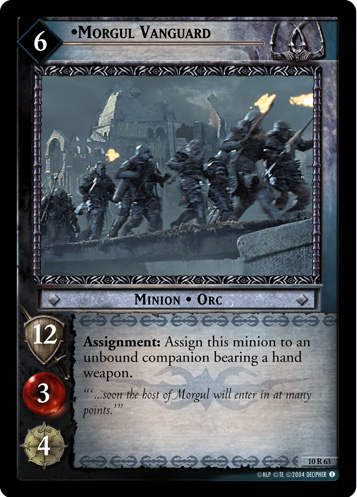 6
•Morgul Vanguard
Minion • Orc
12
3
4
Assignment: Assign this minion to an
unbound companion bearing a hand
weapon.
“‘...soon the host of Morgul will enter in at many
points.’”
10 R 63
©NLP ©TE ©2004 DECIPHER